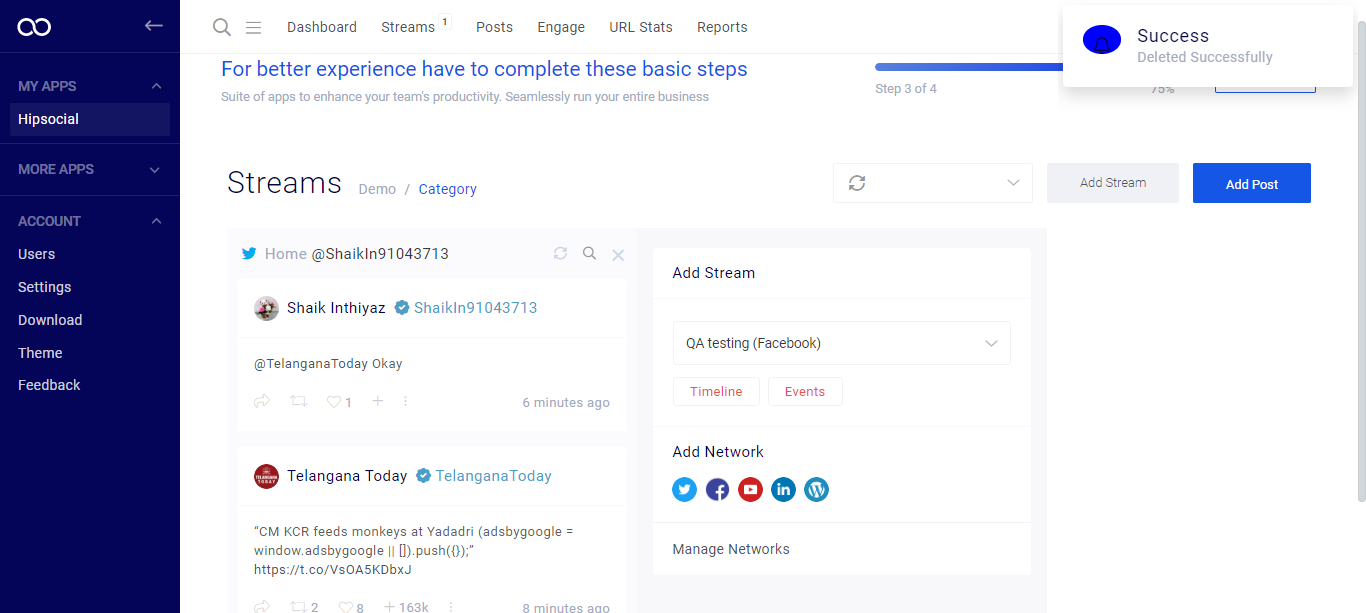 Dashboard Streams 1 Posts Engage URL Stats Reports
Success
Deleted Successfully
MY APPS
Hipsocial
MORE APPS
ACCOUNT
Users
Settings
Download
Theme
Feedback
For better experience have to complete these basic steps
Suite of apps to enhance your team's productivity. Seamlessly run your entire business
Step 3 of 4
75%
Streams Demo / Category
Add Stream
Add Post
Home @ShaikIn91043713
Shaik Inthiyaz ShaikIn91043713
@TelanganaToday Okay
1 6 minutes ago
TELANGANA TODAY
Telangana Today TelanganaToday
“CM KCR feeds monkeys at Yadadri (adsbygoogle =
window.adsbygoogle || []).push({});”
https://t.co/VsOA5KDbxJ
2 8 163k 8 minutes ago
Add Stream
QA testing (Facebook)
Timeline Events
Add Network
Manage Networks